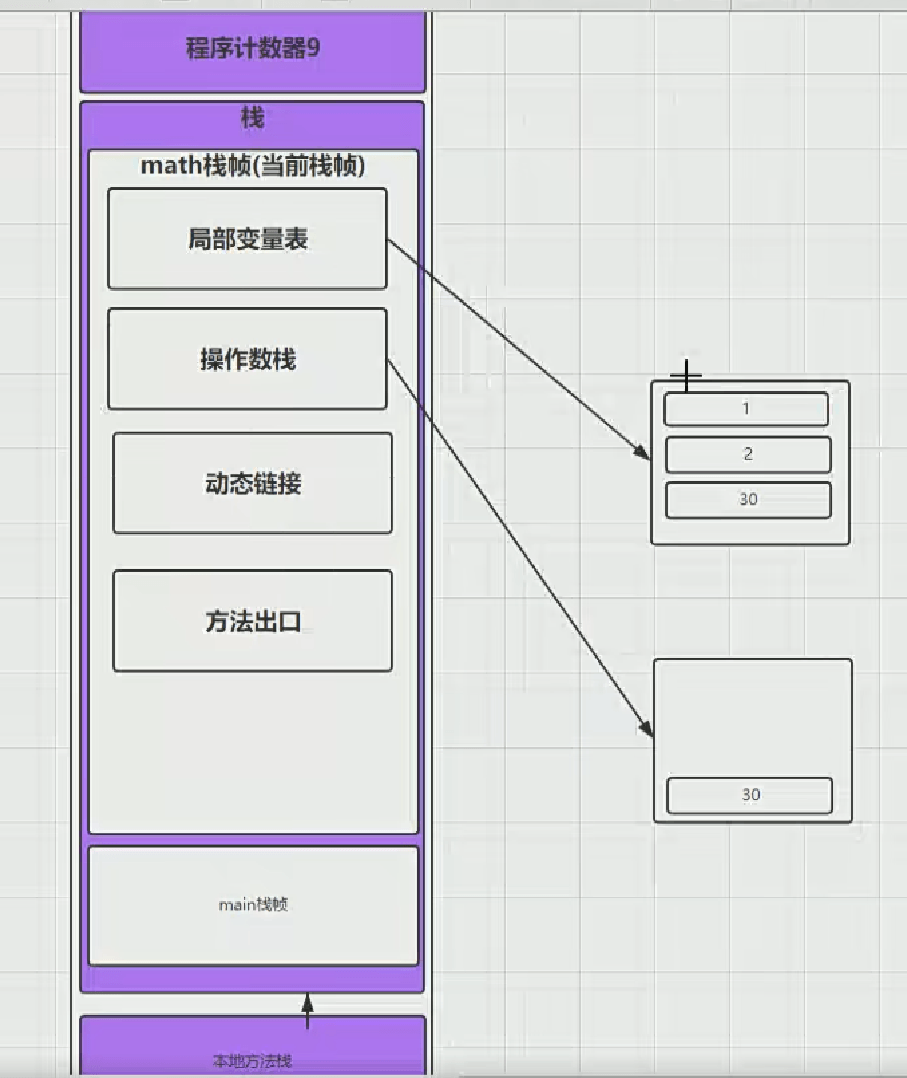 程序计数器9
栈
math栈帧(当前栈帧)
局部变量表
操作数栈
动态链接
方法出口
1
2
30
30
main栈帧
本地方法栈